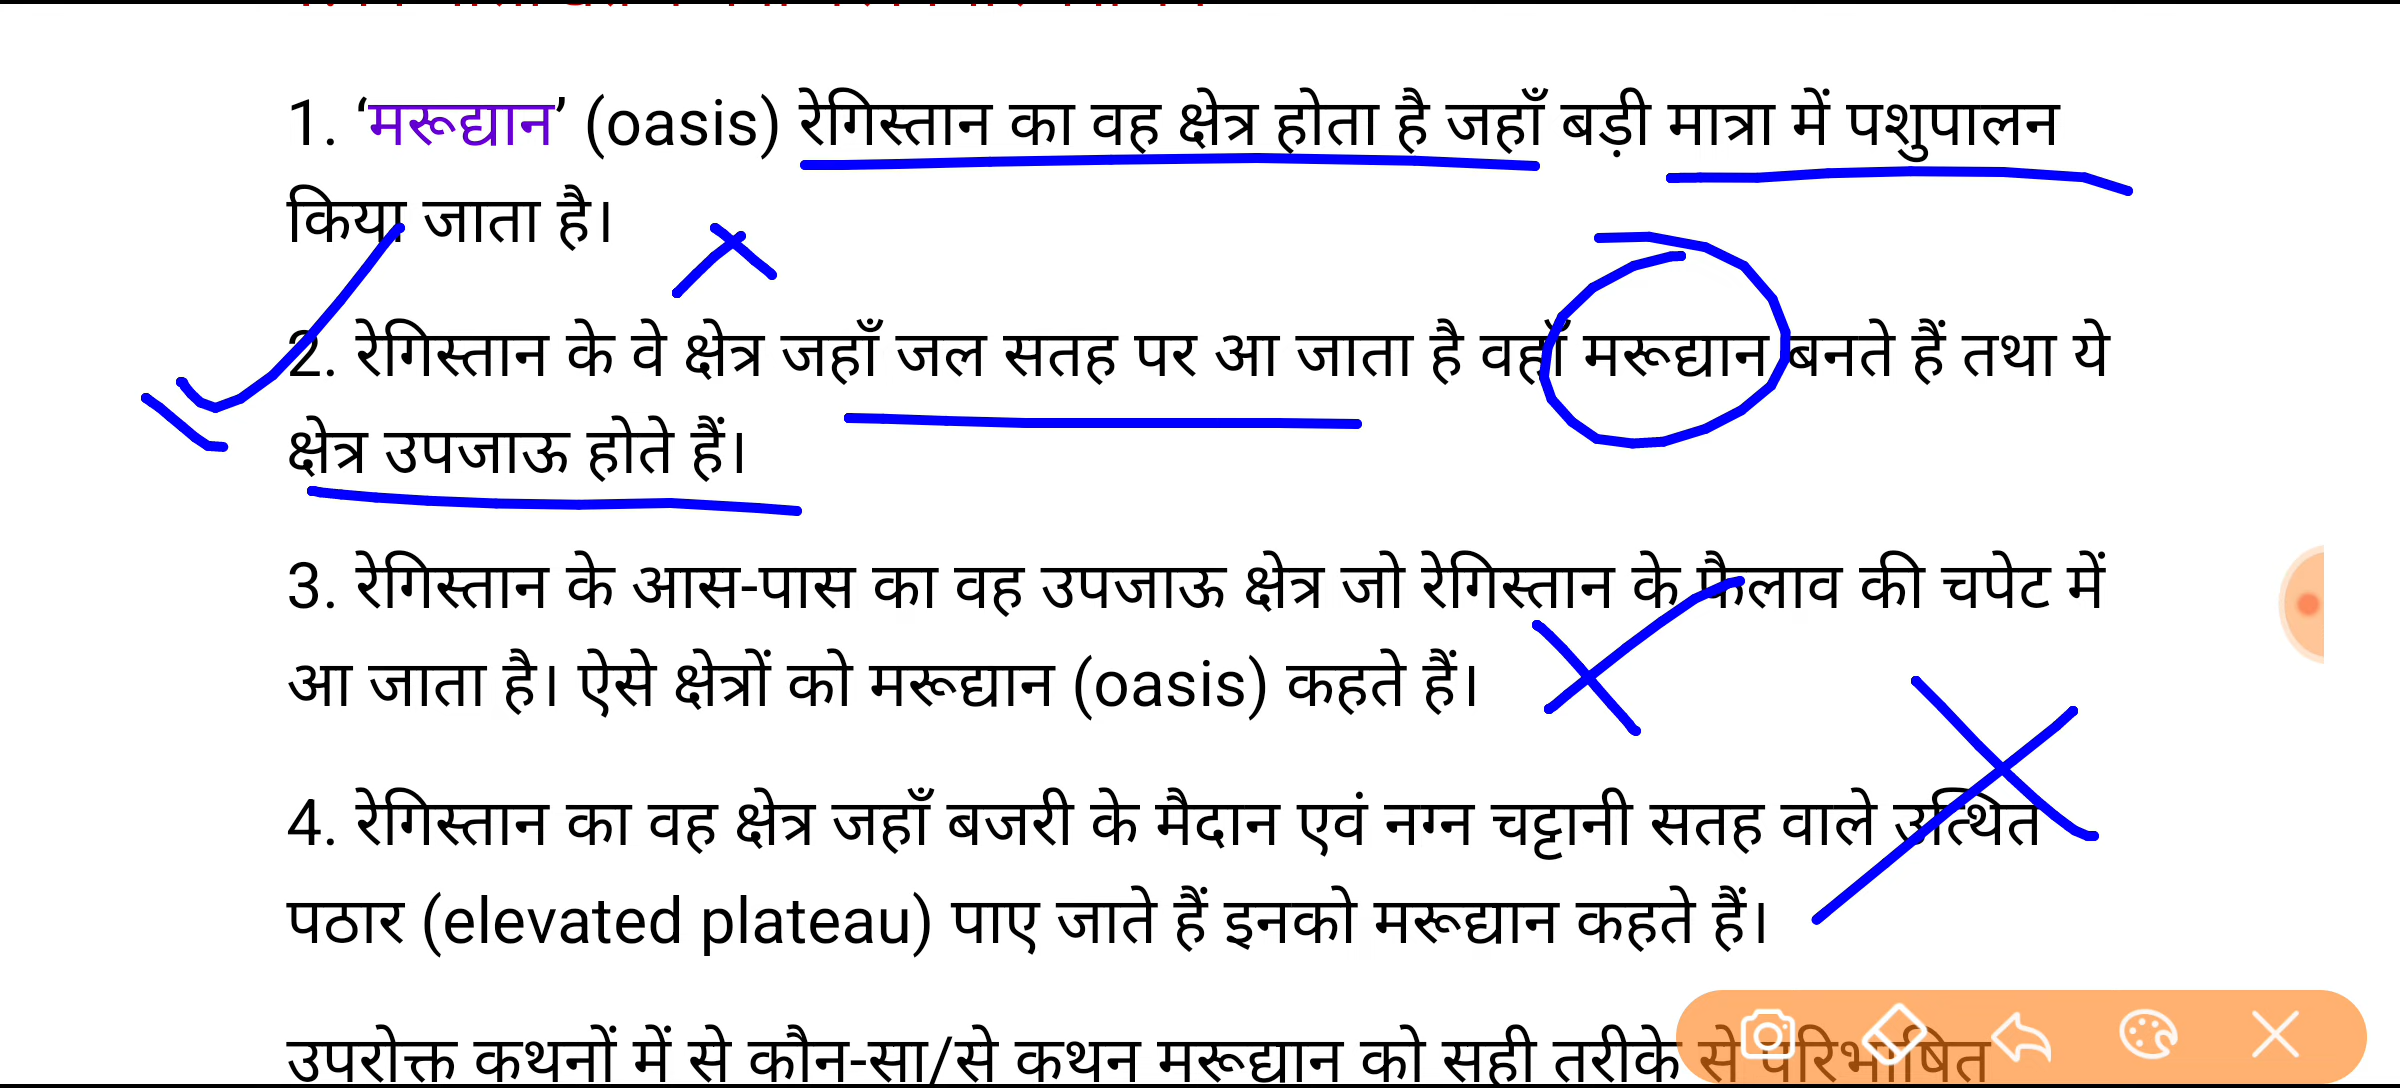 1. ‘मरूद्यान’ (oasis) रेगिस्तान का वह क्षेत्र होता है जहाँ बड़ी मात्रा में पशुपालन
किया जाता है।
2. रेगिस्तान के वे क्षेत्र जहाँ जल सतह पर आ जाता है वहाँ मरूद्यान बनते हैं तथा ये
क्षेत्र उपजाऊ होते हैं।
3. रेगिस्तान के आस-पास का वह उपजाऊ क्षेत्र जो रेगिस्तान के फैलाव की चपेट में
आ जाता है। ऐसे क्षेत्रों को मरूद्यान (oasis) कहते हैं।
4. रेगिस्तान का वह क्षेत्र जहाँ बजरी के मैदान एवं नग्न चट्टानी सतह वाले उत्थित
पठार (elevated plateau) पाए जाते हैं इनको मरूद्यान कहते हैं।
उपरोक्त कथनों में से कौन-सा/से कथन मरूद्यान को सही तरीके से परिभाषित